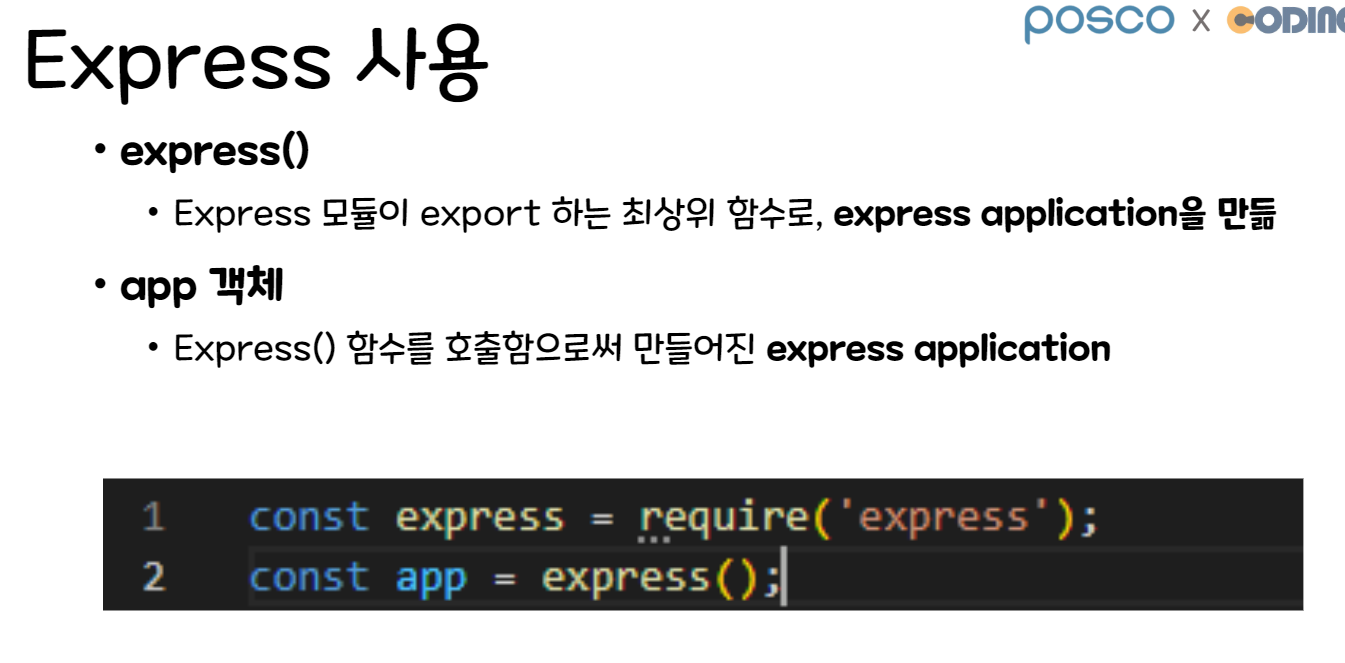 posco x CODING
Express 사용
• express()
• Express 모듈이 export 하는 최상위 함수로, express application을 만듦
• app 객체
• Express() 함수를 호출함으로써 만들어진 express application
1 const express = require('express');
2 const app = express();